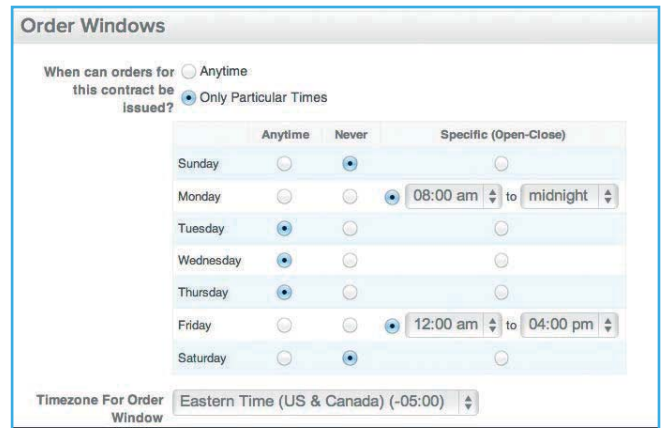 Order Windows
When can orders for
this contract be
issued?
Anytime
Only Particular Times
Anytime Never Specific (Open-Close)
Sunday
Monday 08:00 am to midnight
Tuesday
Wednesday
Thursday
Friday 12:00 am to 04:00 pm
Saturday
Timezone For Order
Window
Eastern Time (US & Canada) (-05:00)